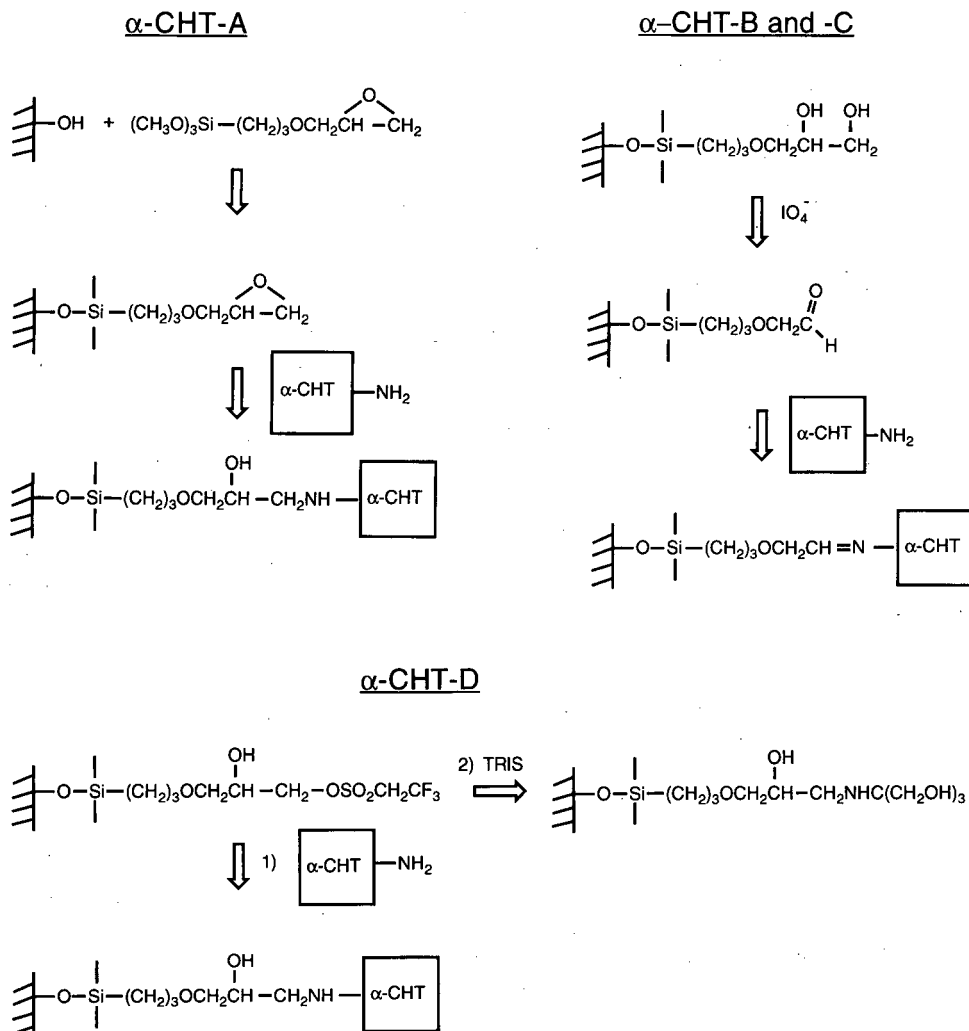 α-CHT-A
OH + (CH₃O)₃Si—(CH₂)₃OCH₂CH—CH₂
O
—O—Si—(CH₂)₃OCH₂CH—CH₂
O
α-CHT —NH₂
OH
—O—Si—(CH₂)₃OCH₂CH—CH₂NH— α-CHT
α–CHT-B and -C
OH OH
—O—Si—(CH₂)₃OCH₂CH—CH₂
IO₄⁻
O
—O—Si—(CH₂)₃OCH₂C
H
α-CHT —NH₂
—O—Si—(CH₂)₃OCH₂CH=N— α-CHT
α-CHT-D
OH
—O—Si—(CH₂)₃OCH₂CH—CH₂—OSO₂CH₂CF₃
2) TRIS
OH
—O—Si—(CH₂)₃OCH₂CH—CH₂NHC(CH₂OH)₃
1) α-CHT —NH₂
OH
—O—Si—(CH₂)₃OCH₂CH—CH₂NH— α-CHT